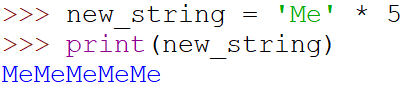 >>> new_string = 'Me' * 5
>>> print(new_string)
MeMeMeMeMe